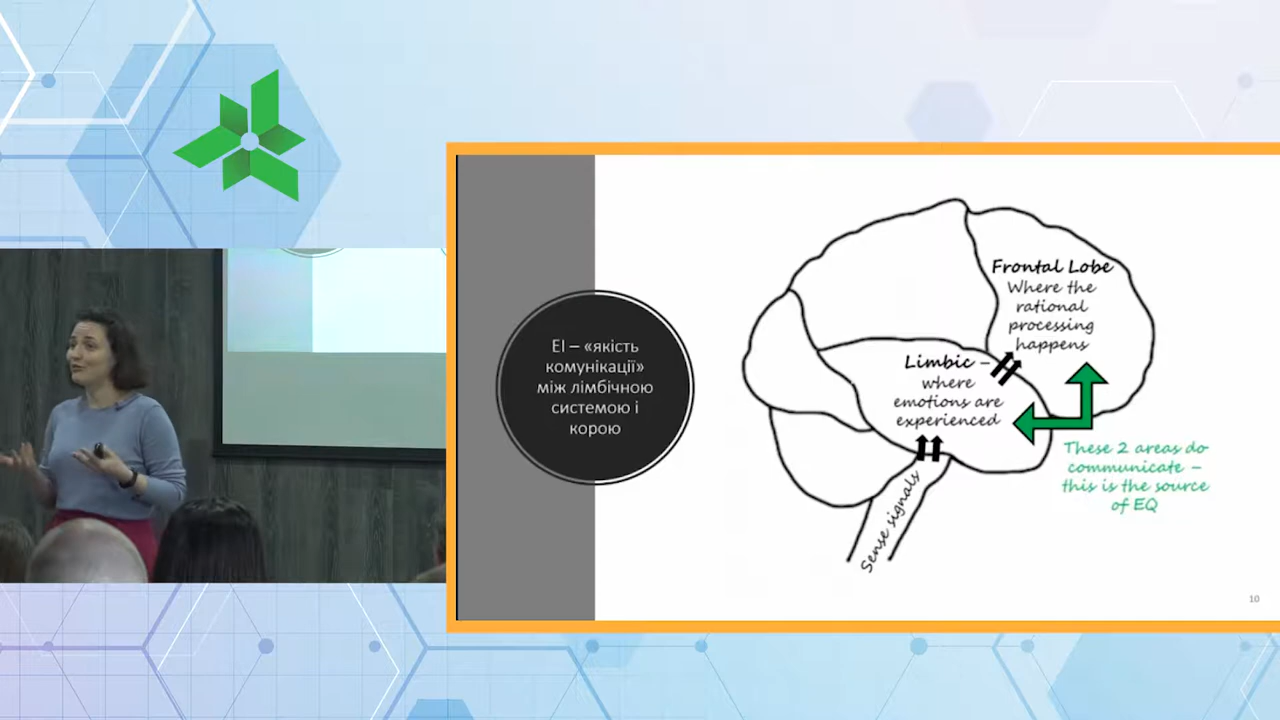 EI – «якість
комунікації»
між лімбічною
системою і
корою
Frontal Lobe
Where the
rational
processing
happens
Limbic –
where
emotions are
experienced
These 2 areas do
communicate –
this is the source
of EQ
Sense signals
10